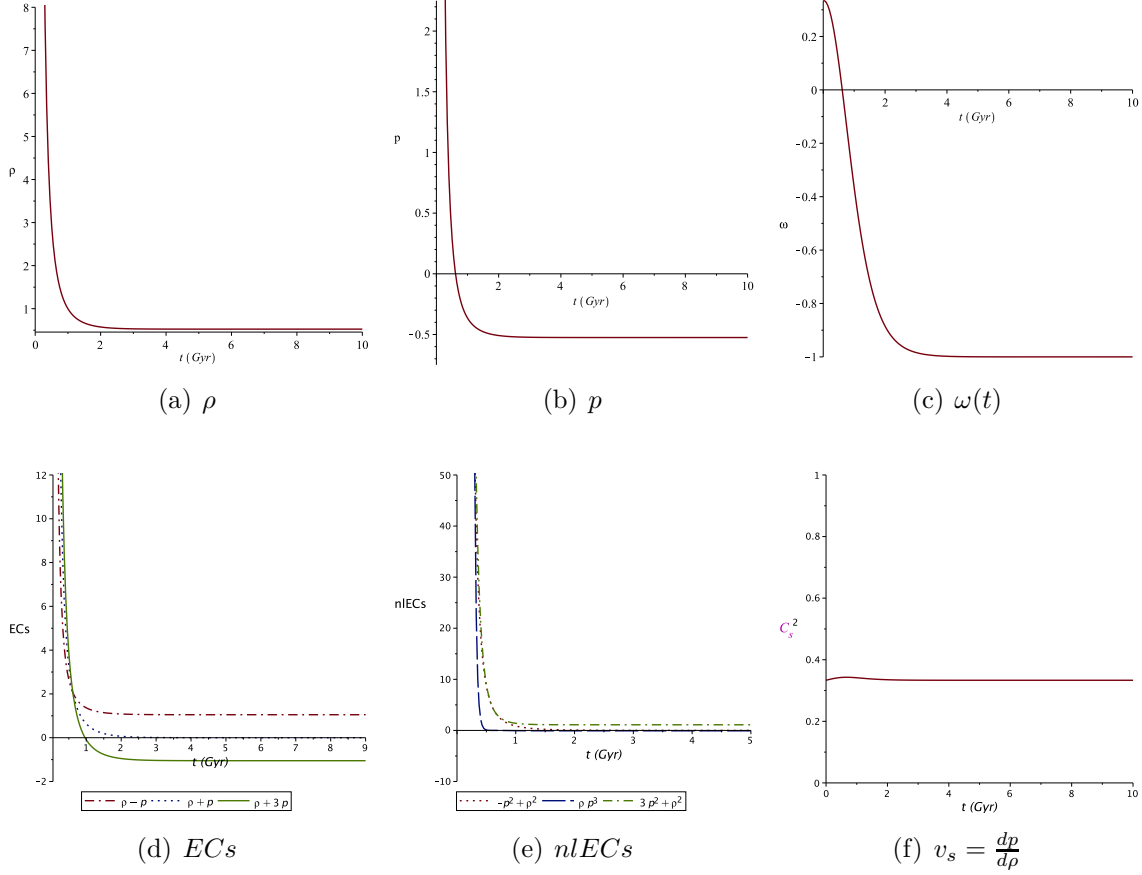 8
7
6
5
ρ
4
3
2
1
0 2 4 6 8 10
t (Gyr)
(a) ρ
2
1.5
p
1
0.5
0
2 4 6 8 10
t (Gyr)
−0.5
(b) p
0.2
0
2 4 6 8 10
t (Gyr)
−0.2
−0.4
ω
−0.6
−0.8
−1
(c) ω(t)
12
10
8
6
ECs
4
2
0
1 2 3 4 5 6 7 8 9
t (Gyr)
−2
ρ − p ρ + p ρ + 3 p
(d) ECs
50
40
30
nlECs
20
10
0
1 2 3 4 5
t (Gyr)
−10
−p² + ρ² ρ p³ 3 p² + ρ²
(e) nlECs
1
0.8
0.6
Cₛ²
0.4
0.2
0
0 2 4 6 8 10
t (Gyr)
(f) vₛ = dp/dρ